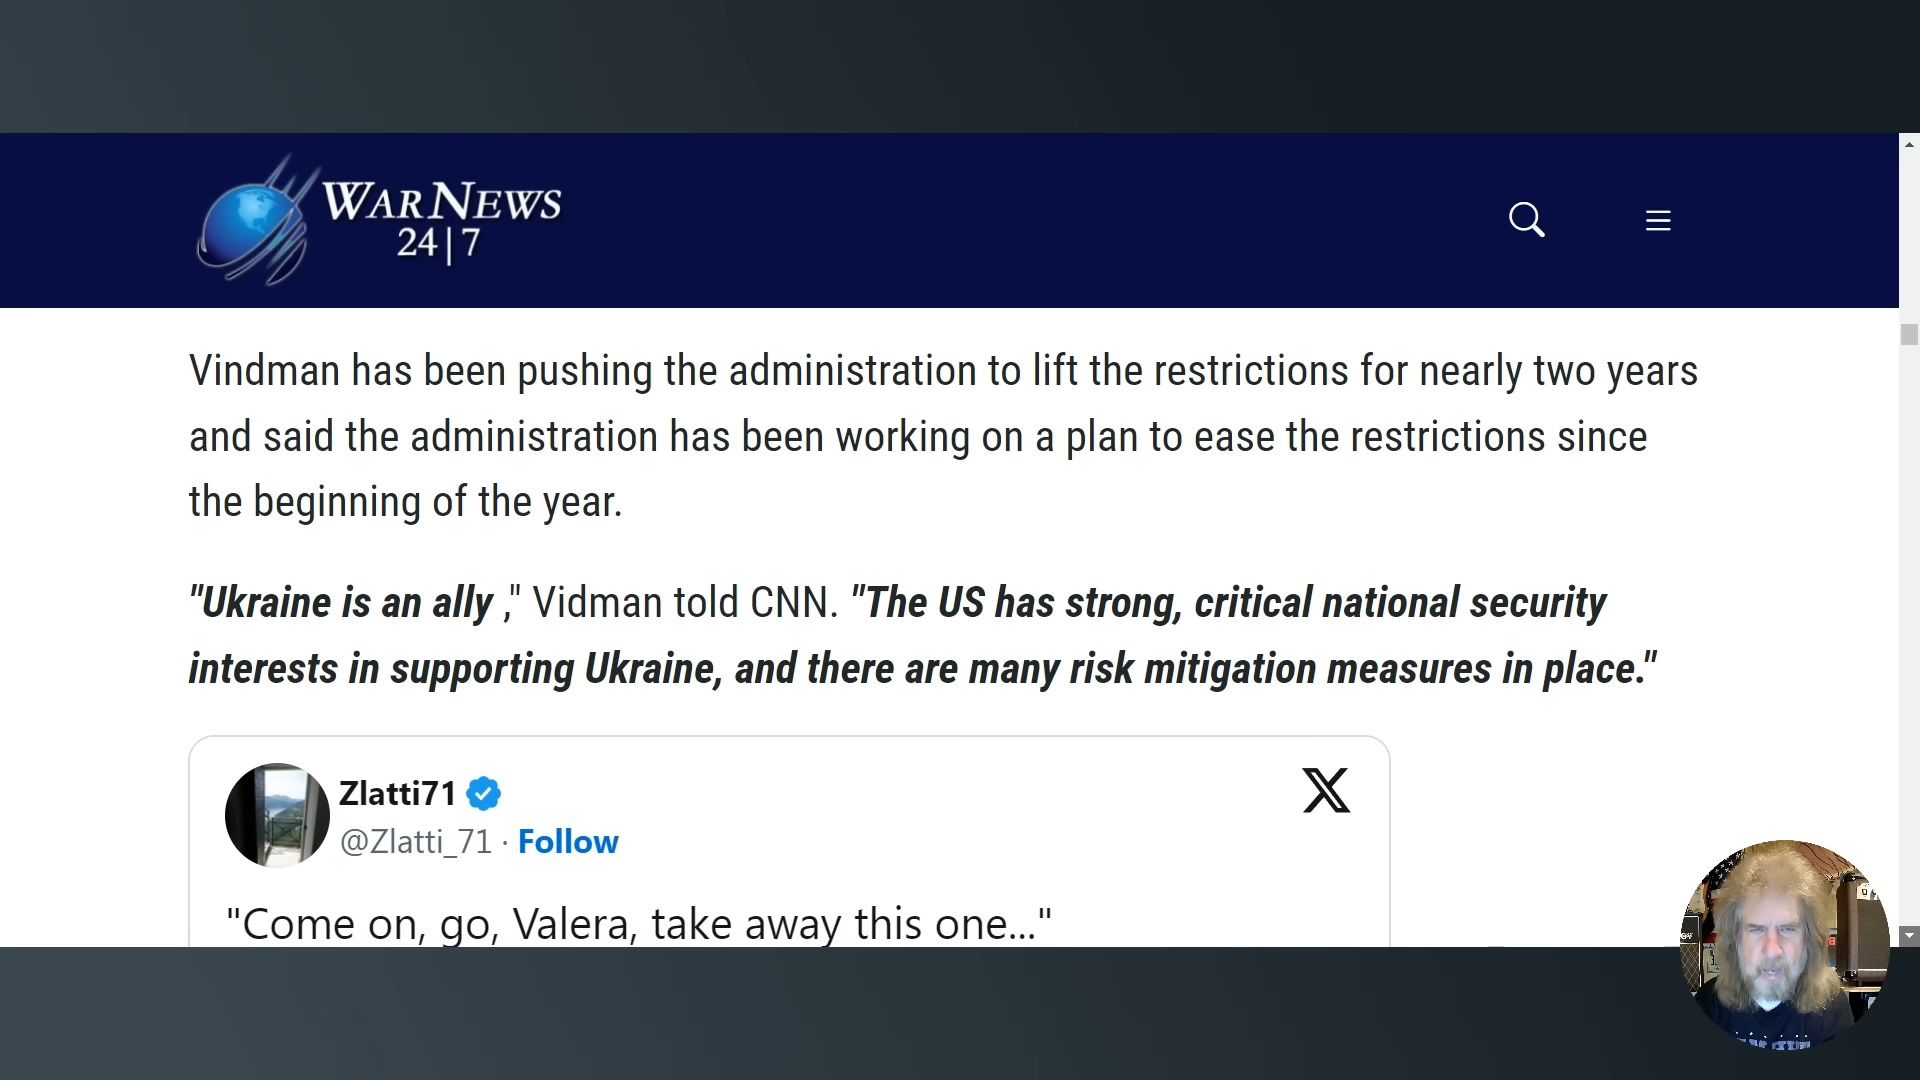 WAR NEWS
24|7
Vindman has been pushing the administration to lift the restrictions for nearly two years
and said the administration has been working on a plan to ease the restrictions since
the beginning of the year.
"Ukraine is an ally ," Vidman told CNN. "The US has strong, critical national security
interests in supporting Ukraine, and there are many risk mitigation measures in place."
Zlatti71
@Zlatti_71 · Follow
"Come on, go, Valera, take away this one..."